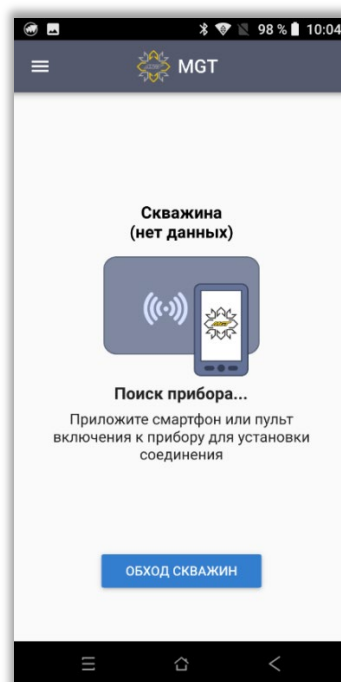 98 % 10:04
MGT
Скважина
(нет данных)
Поиск прибора...
Приложите смартфон или пульт
включения к прибору для установки
соединения
ОБХОД СКВАЖИН